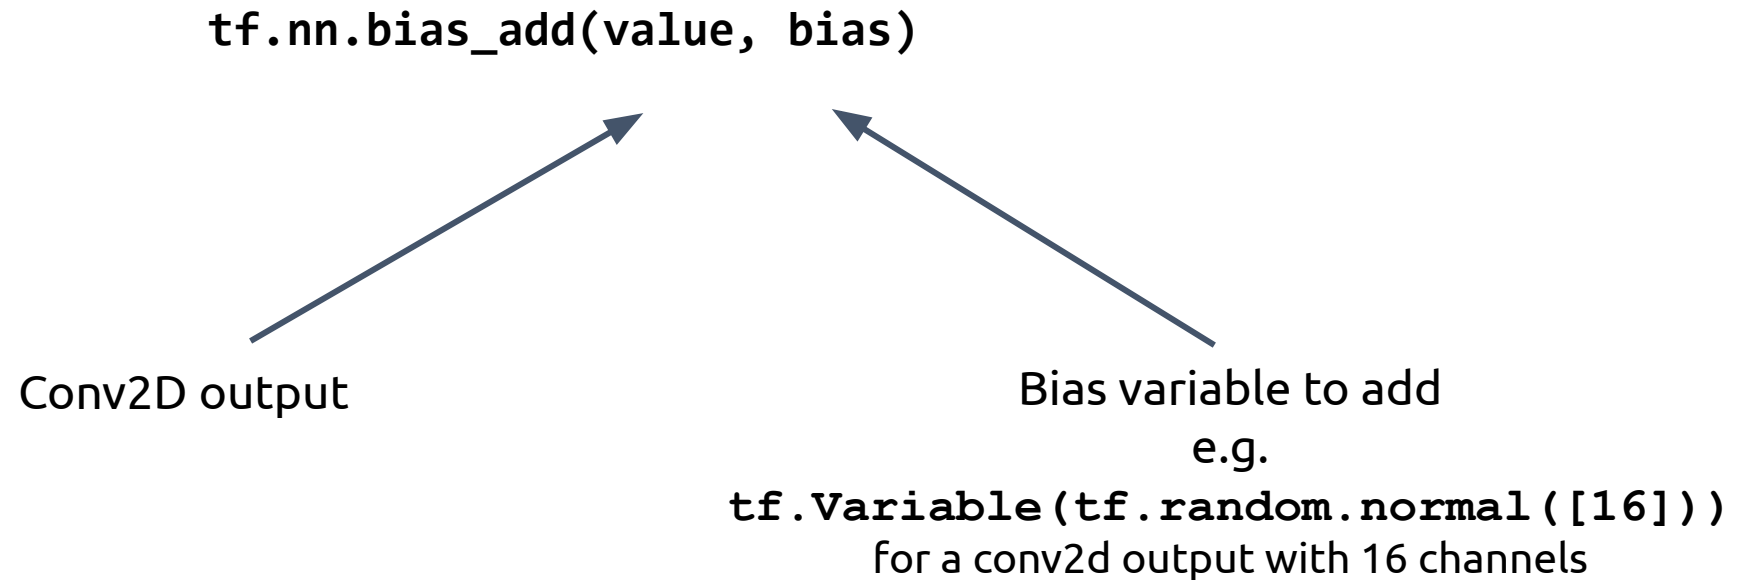 tf.nn.bias_add(value, bias)
Conv2D output
Bias variable to add
e.g.
tf.Variable(tf.random.normal([16]))
for a conv2d output with 16 channels